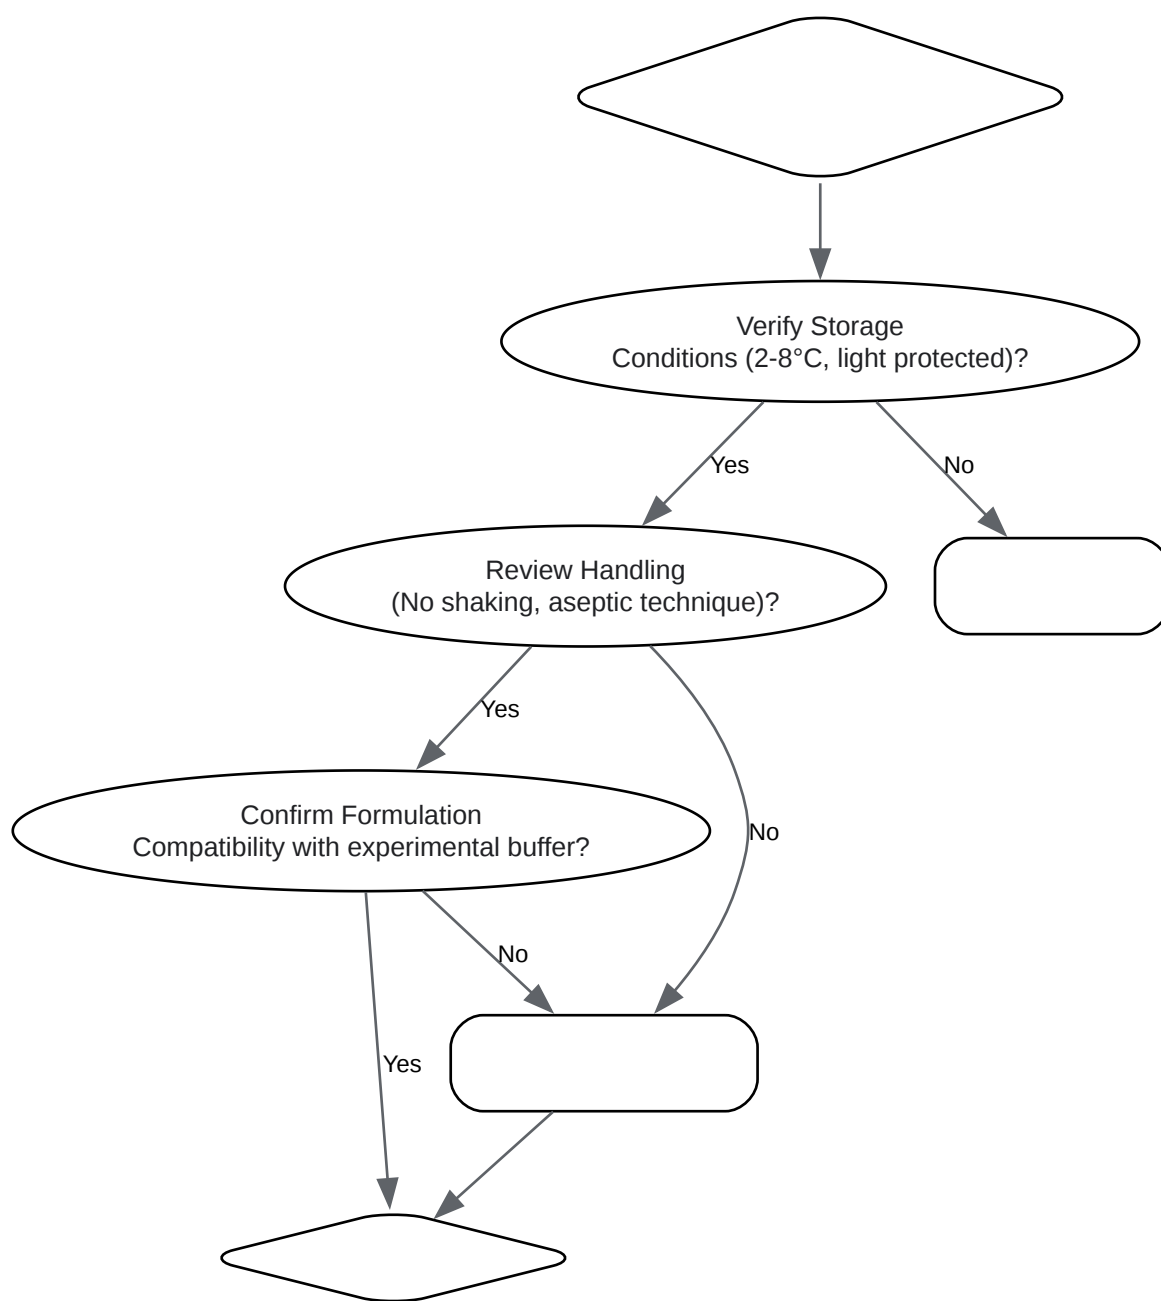 Verify Storage
Conditions (2-8°C, light protected)?
Yes
No
Review Handling
(No shaking, aseptic technique)?
Yes
No
Confirm Formulation
Compatibility with experimental buffer?
No
Yes